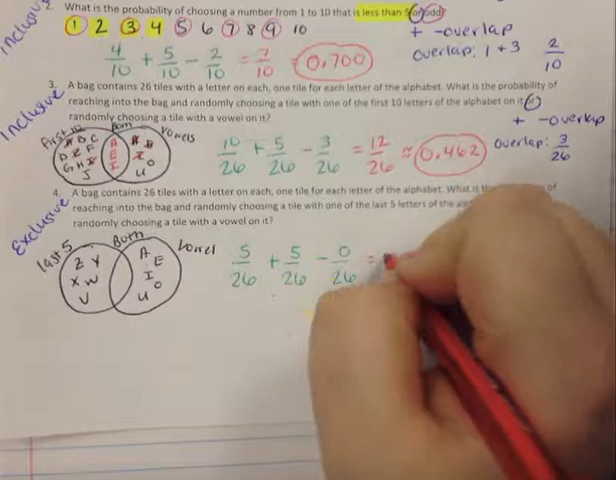 Inclusive
2. What is the probability of choosing a number from 1 to 10 that is less than 5 or odd?
1 2 3 4 5 6 7 8 9 10
+ -overlap
overlap: 1 + 3 2/10
4/10 + 5/10 - 2/10 = 7/10 = 0.700
Inclusive
3. A bag contains 26 tiles with a letter on each, one tile for each letter of the alphabet. What is the probability of
reaching into the bag and randomly choosing a tile with one of the first 10 letters of the alphabet on it or
randomly choosing a tile with a vowel on it?
+ -overlap
First 10 Both Vowels
A B C
D E F
G H I
J
A
E
I
O
U
10/26 + 5/26 - 3/26 = 12/26 ≈ 0.462
overlap: 3/26
Exclusive
4. A bag contains 26 tiles with a letter on each, one tile for each letter of the alphabet. What is the of
reaching into the bag and randomly choosing a tile with one of the last 5 letters of the
randomly choosing a tile with a vowel on it?
last 5 Both Vowel
Z Y
X W
V
A E
I
O
U
5/26 + 5/26 - 0/26 =